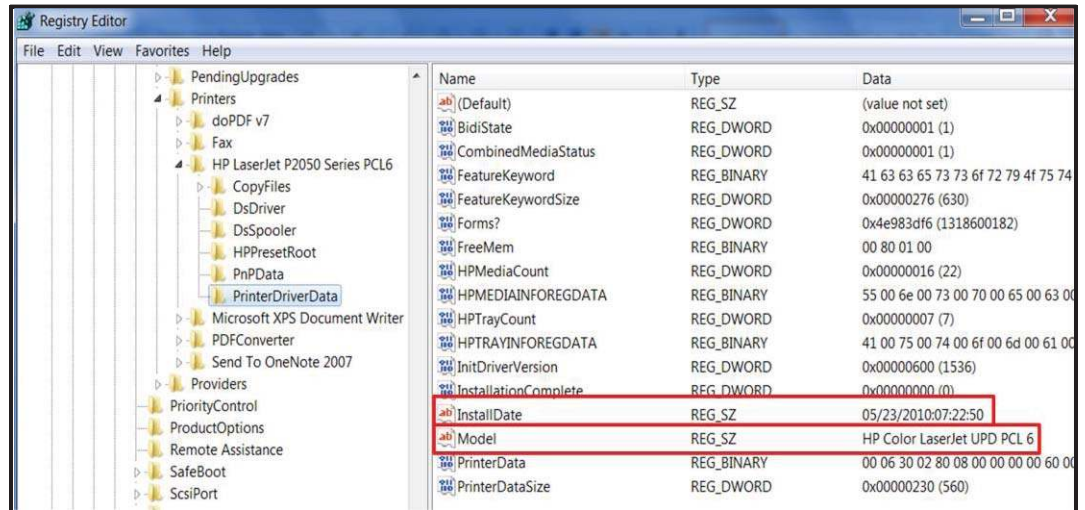 Registry Editor
File Edit View Favorites Help
PendingUpgrades
Printers
doPDF v7
Fax
HP LaserJet P2050 Series PCL6
CopyFiles
DsDriver
DsSpooler
HPPresetRoot
PnPData
PrinterDriverData
Microsoft XPS Document Writer
PDFConverter
Send To OneNote 2007
Providers
PriorityControl
ProductOptions
Remote Assistance
SafeBoot
ScsiPort
Name Type Data
(Default) REG_SZ (value not set)
BidiState REG_DWORD 0x00000001 (1)
CombinedMediaStatus REG_DWORD 0x00000001 (1)
FeatureKeyword REG_BINARY 41 63 63 65 73 73 6f 72 79 4f 75 74
FeatureKeywordSize REG_DWORD 0x00000276 (630)
Forms? REG_DWORD 0x4e983df6 (1318600182)
FreeMem REG_BINARY 00 80 01 00
HPMediaCount REG_DWORD 0x00000016 (22)
HPMEDIAINFOREGDATA REG_BINARY 55 00 6e 00 73 00 70 00 65 00 63 00
HPTrayCount REG_DWORD 0x00000007 (7)
HPTRAYINFOREGDATA REG_BINARY 41 00 75 00 74 00 6f 00 6d 00 61 00
InitDriverVersion REG_DWORD 0x00000600 (1536)
InstallationComplete REG_DWORD 0x00000000 (0)
InstallDate REG_SZ 05/23/2010:07:22:50
Model REG_SZ HP Color LaserJet UPD PCL 6
PrinterData REG_BINARY 00 06 30 02 80 08 00 00 00 00 60 00
PrinterDataSize REG_DWORD 0x00000230 (560)